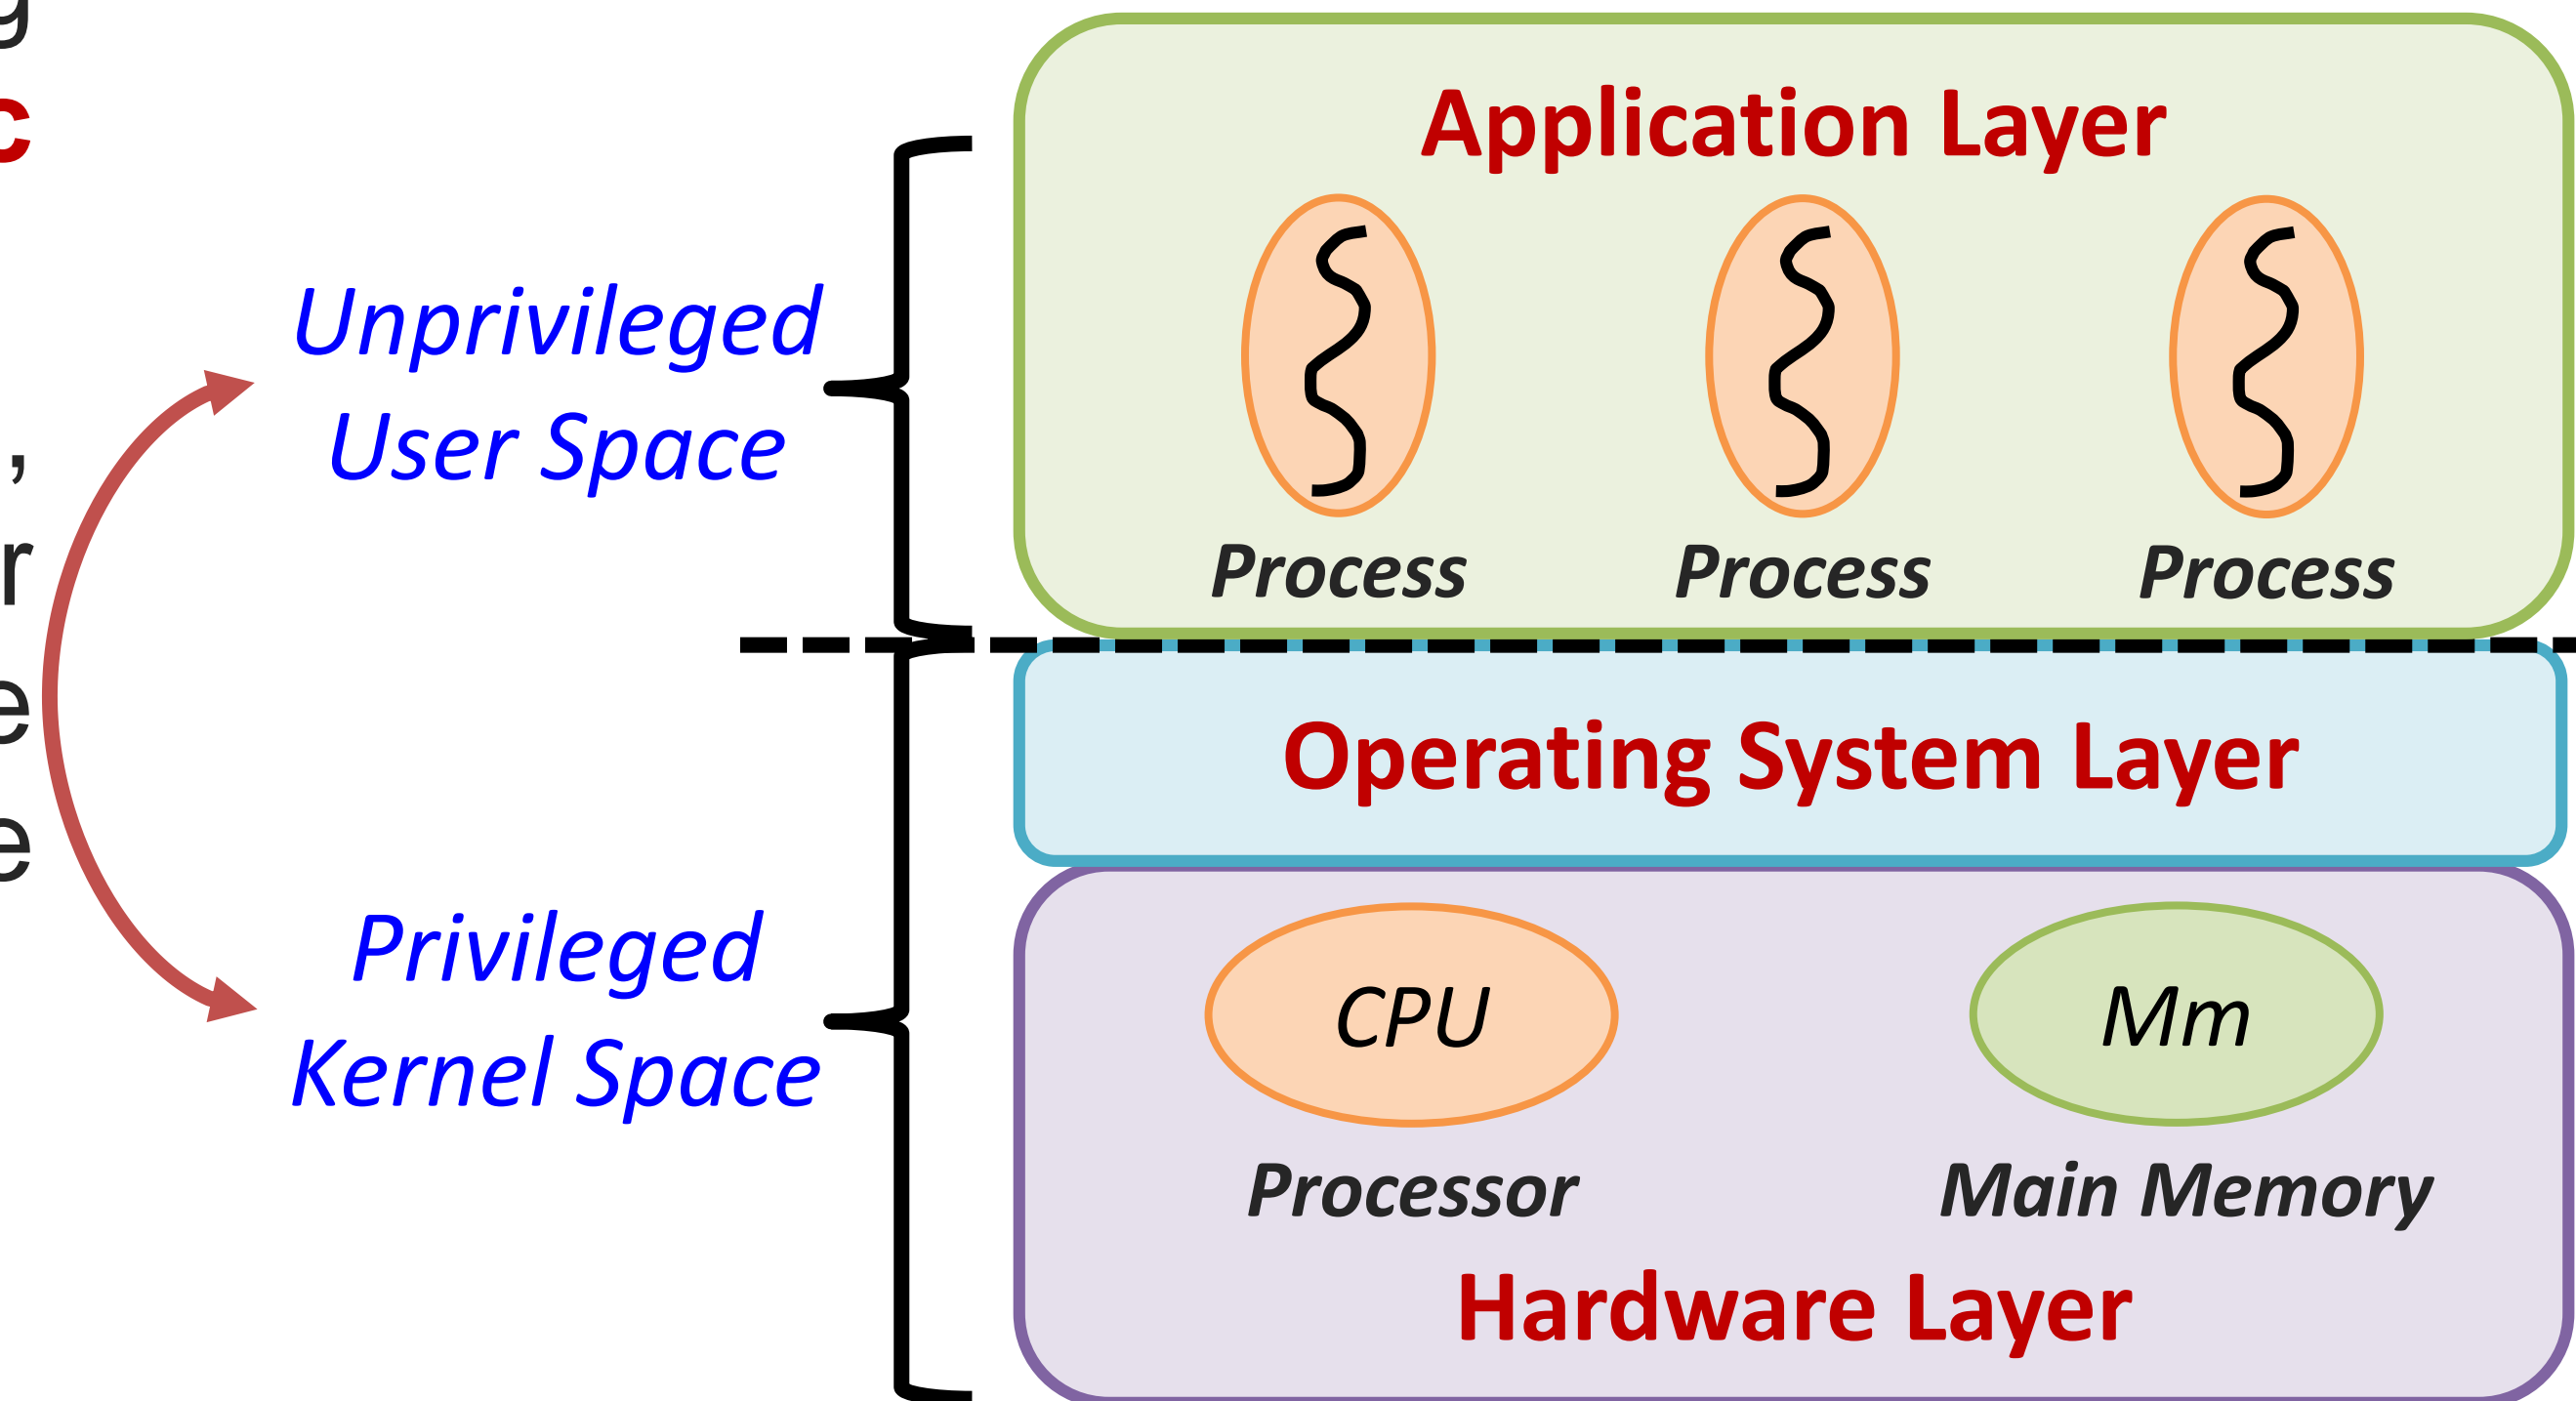 g
c
,
r
e
e
Unprivileged
User Space
Privileged
Kernel Space
Application Layer
Process Process Process
Operating System Layer
CPU Mm
Processor Main Memory
Hardware Layer